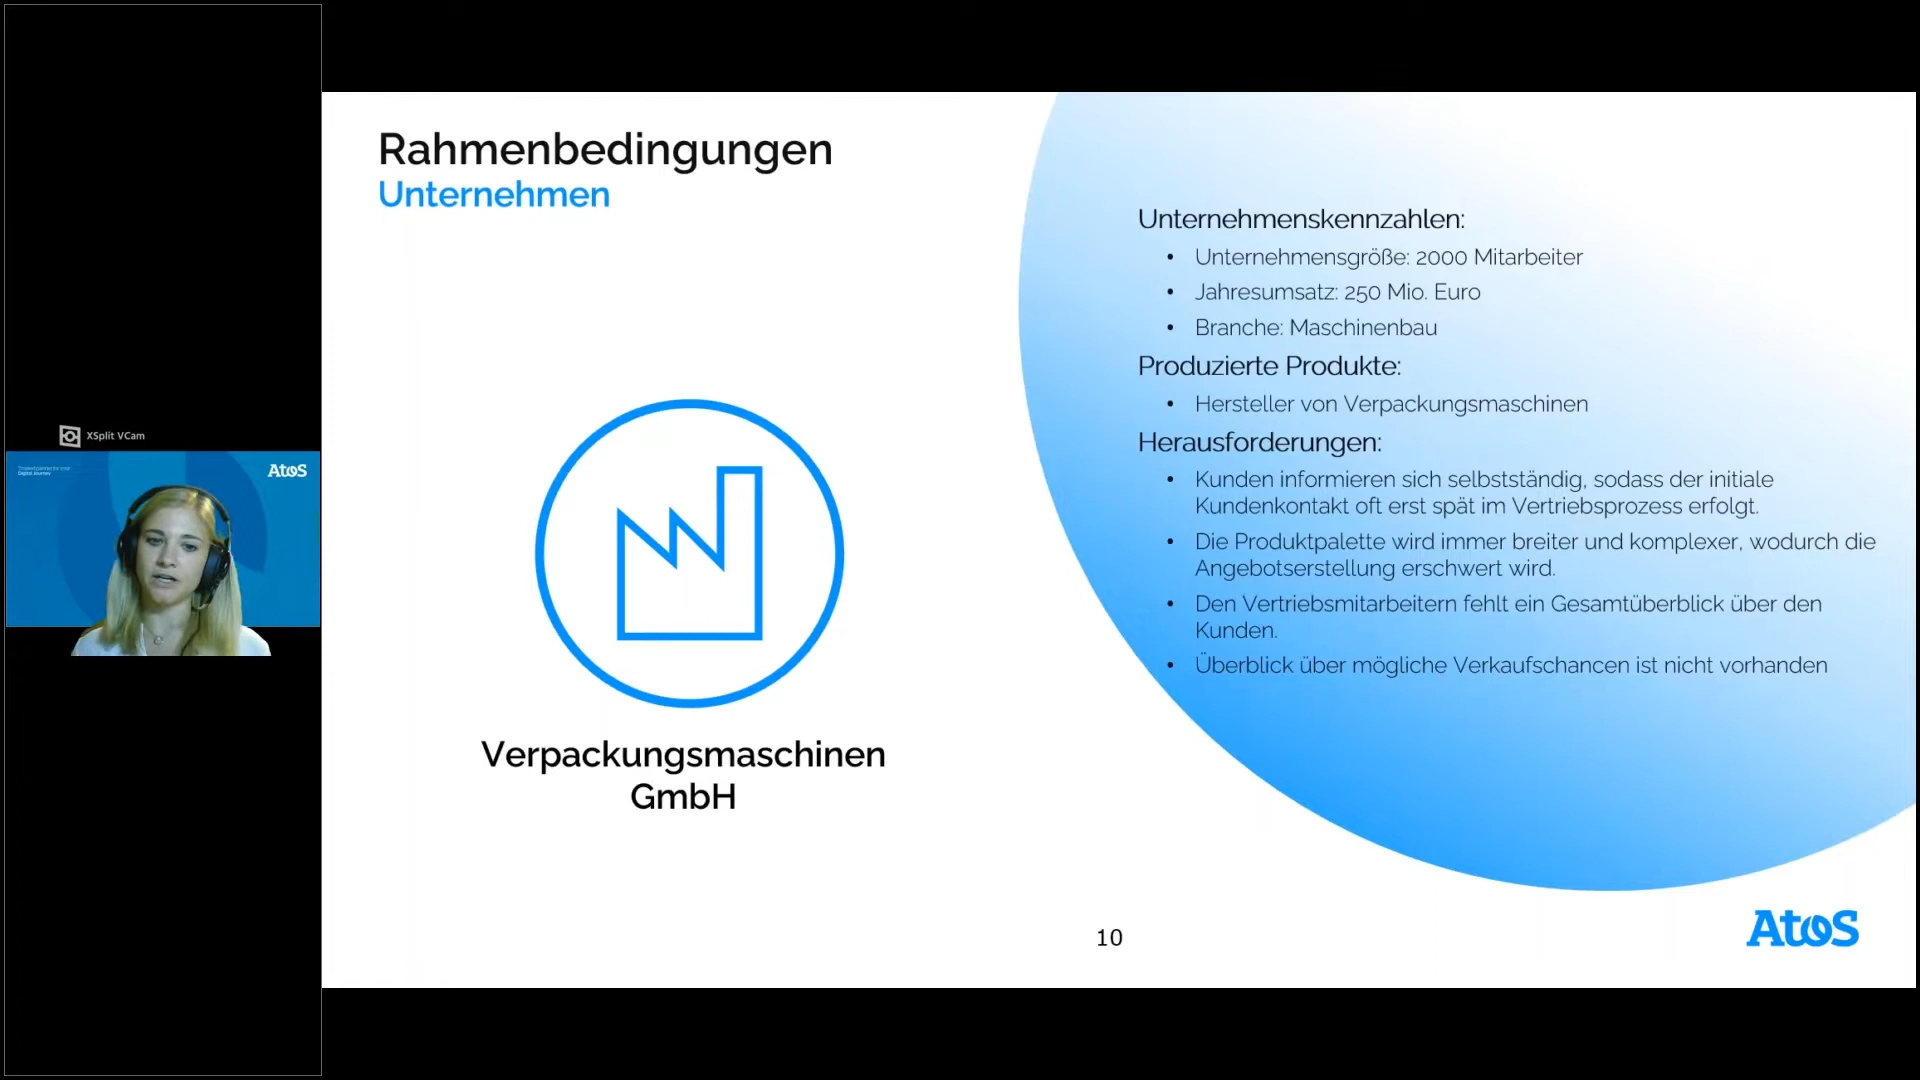 Rahmenbedingungen
Unternehmen
Unternehmenskennzahlen:
• Unternehmensgröße: 2000 Mitarbeiter
• Jahresumsatz: 250 Mio. Euro
• Branche: Maschinenbau
Produzierte Produkte:
• Hersteller von Verpackungsmaschinen
Herausforderungen:
• Kunden informieren sich selbstständig, sodass der initiale
Kundenkontakt oft erst spät im Vertriebsprozess erfolgt.
• Die Produktpalette wird immer breiter und komplexer, wodurch die
Angebotserstellung erschwert wird.
• Den Vertriebsmitarbeitern fehlt ein Gesamtüberblick über den
Kunden.
• Überblick über mögliche Verkaufschancen ist nicht vorhanden
Verpackungsmaschinen
GmbH
10
Atos
XSplit VCam
Digital Journey
Atos